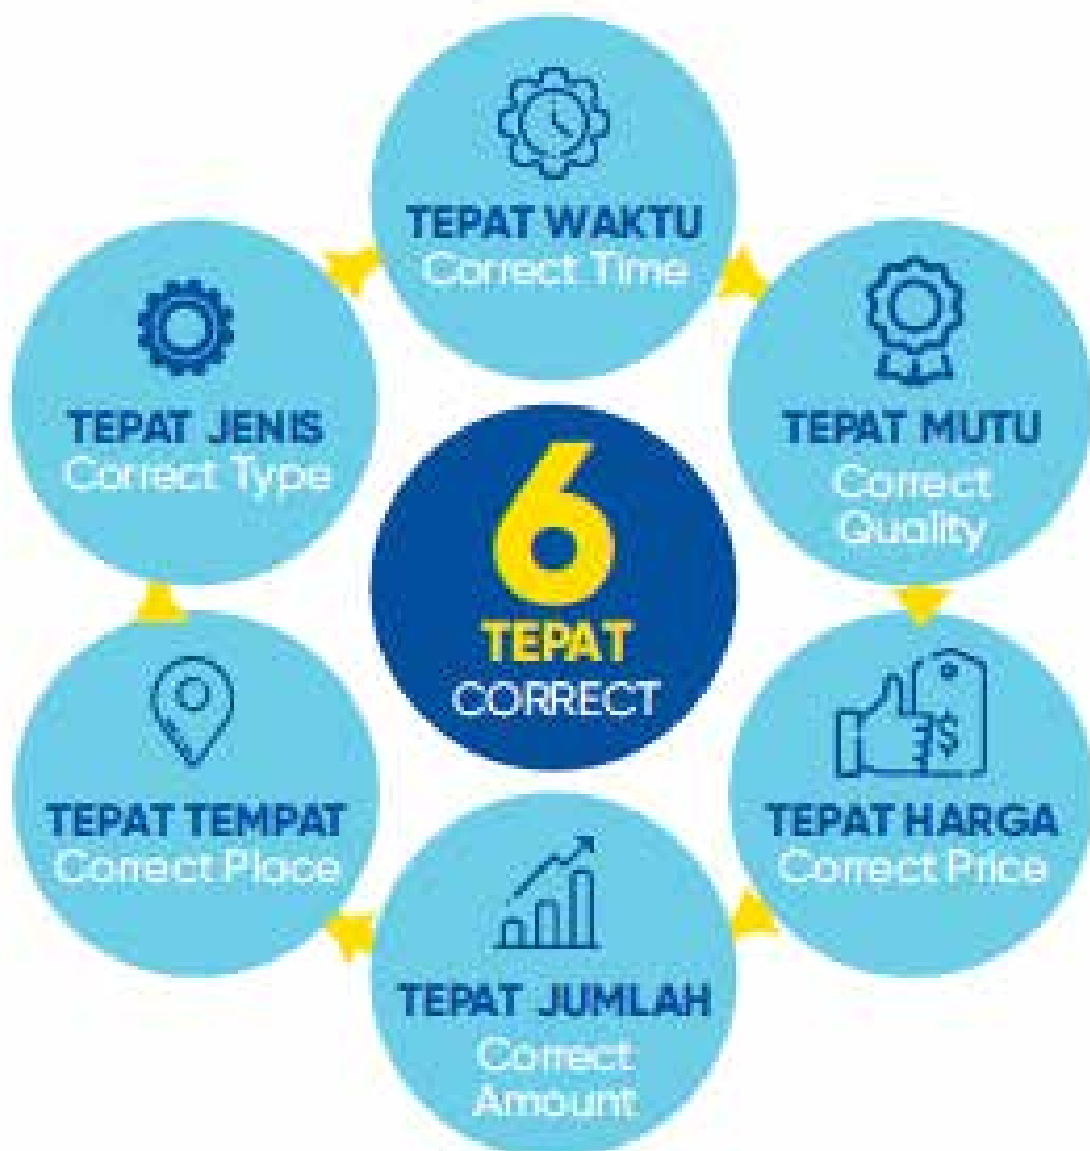 TEPAT WAKTU
Correct Time
TEPAT MUTU
Correct
Quality
TEPAT HARGA
Correct Price
TEPAT JUMLAH
Correct
Amount
TEPAT TEMPAT
Correct Place
TEPAT JENIS
Correct Type
6
TEPAT
CORRECT
$